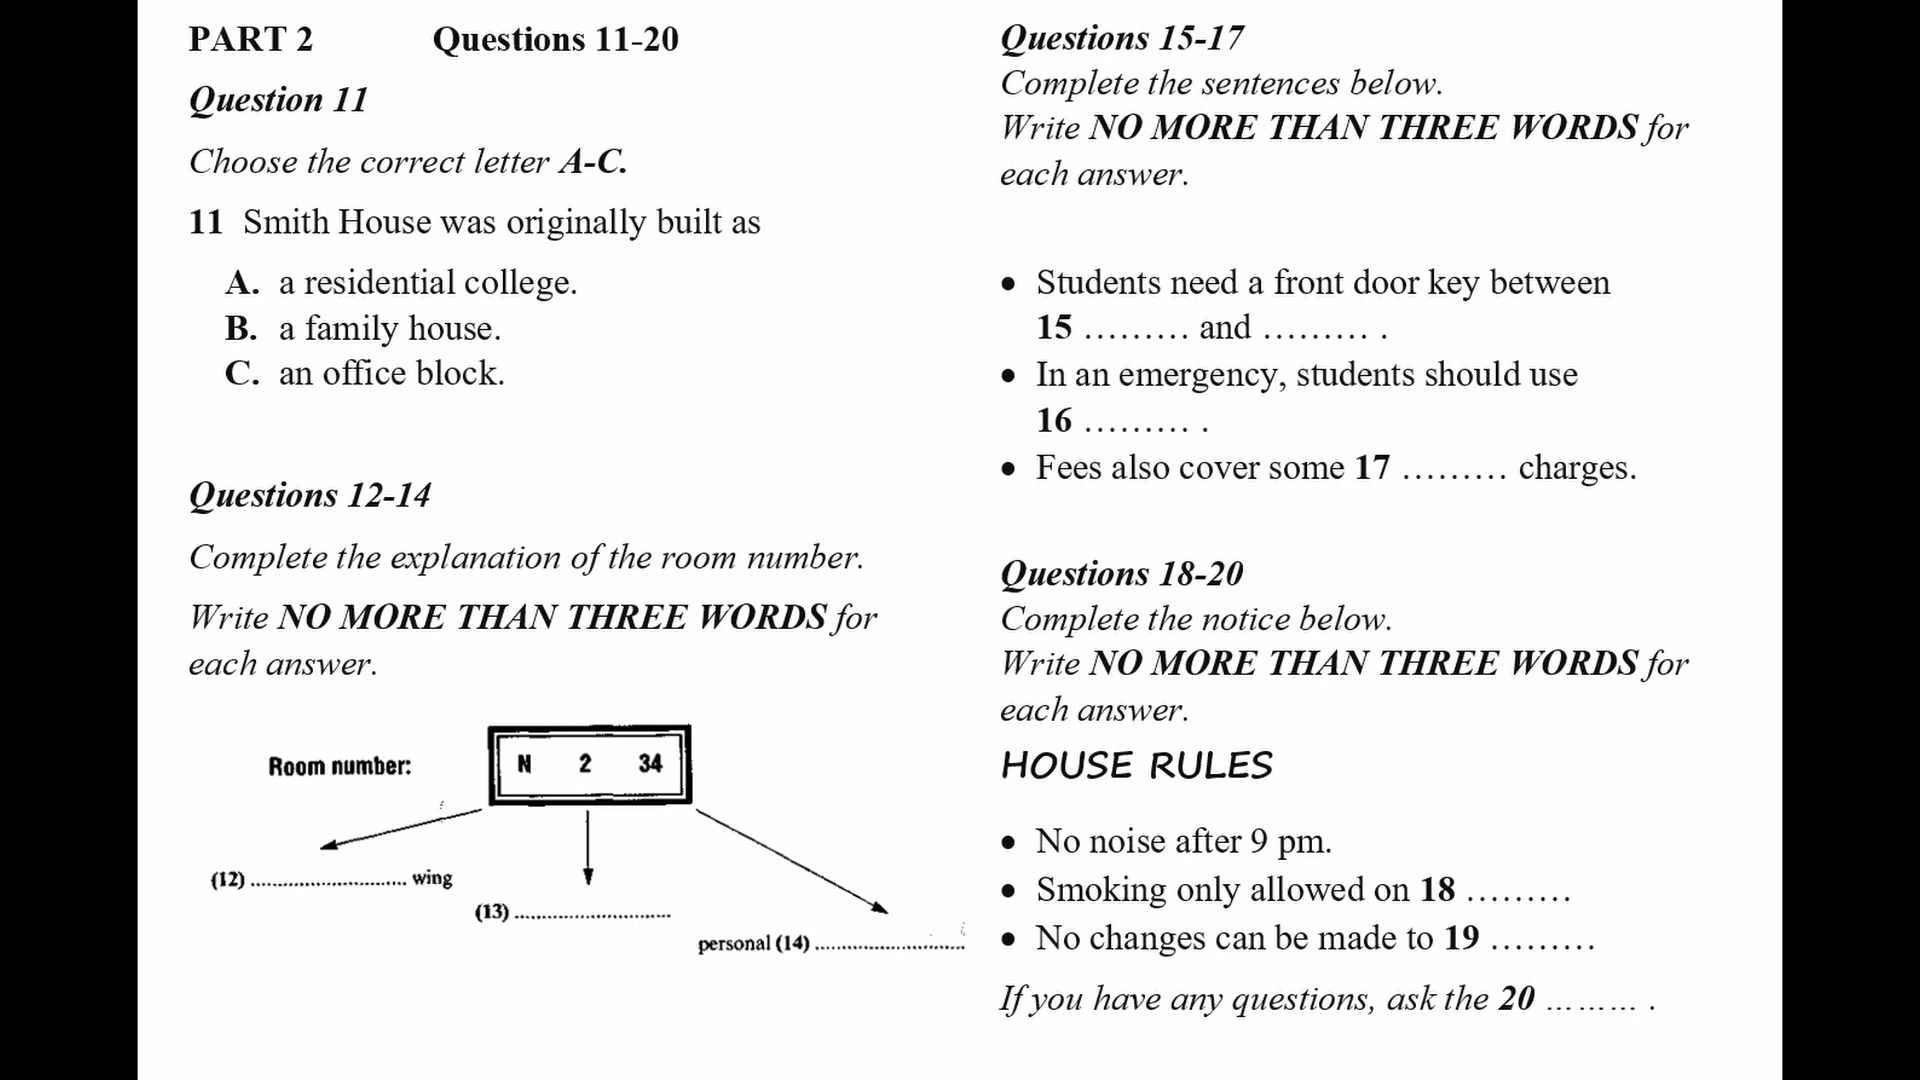 PART 2 Questions 11-20
Question 11
Choose the correct letter A-C.
11 Smith House was originally built as
A. a residential college.
B. a family house.
C. an office block.
Questions 12-14
Complete the explanation of the room number.
Write NO MORE THAN THREE WORDS for
each answer.
Room number: N 2 34
(12) .......................... wing
(13) ..........................
personal (14) .........................
Questions 15-17
Complete the sentences below.
Write NO MORE THAN THREE WORDS for
each answer.
• Students need a front door key between
15 ……… and ……… .
• In an emergency, students should use
16 ……… .
• Fees also cover some 17 ……… charges.
Questions 18-20
Complete the notice below.
Write NO MORE THAN THREE WORDS for
each answer.
HOUSE RULES
• No noise after 9 pm.
• Smoking only allowed on 18 ………
• No changes can be made to 19 ………
If you have any questions, ask the 20 ……… .